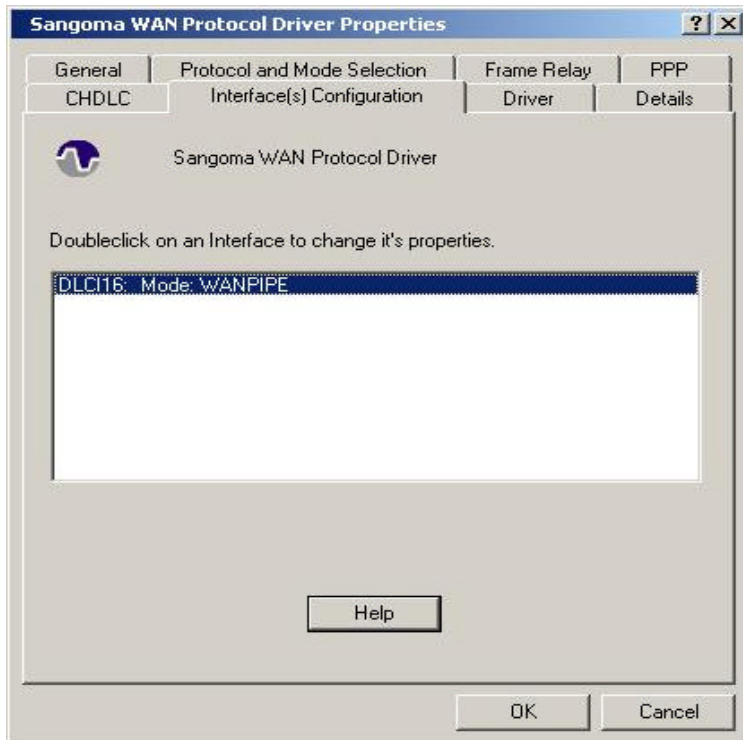 Sangoma WAN Protocol Driver Properties
General Protocol and Mode Selection Frame Relay PPP
CHDLC Interface(s) Configuration Driver Details
Sangoma WAN Protocol Driver
Doubleclick on an Interface to change it's properties.
DLCI16: Mode: WANPIPE
Help
OK Cancel